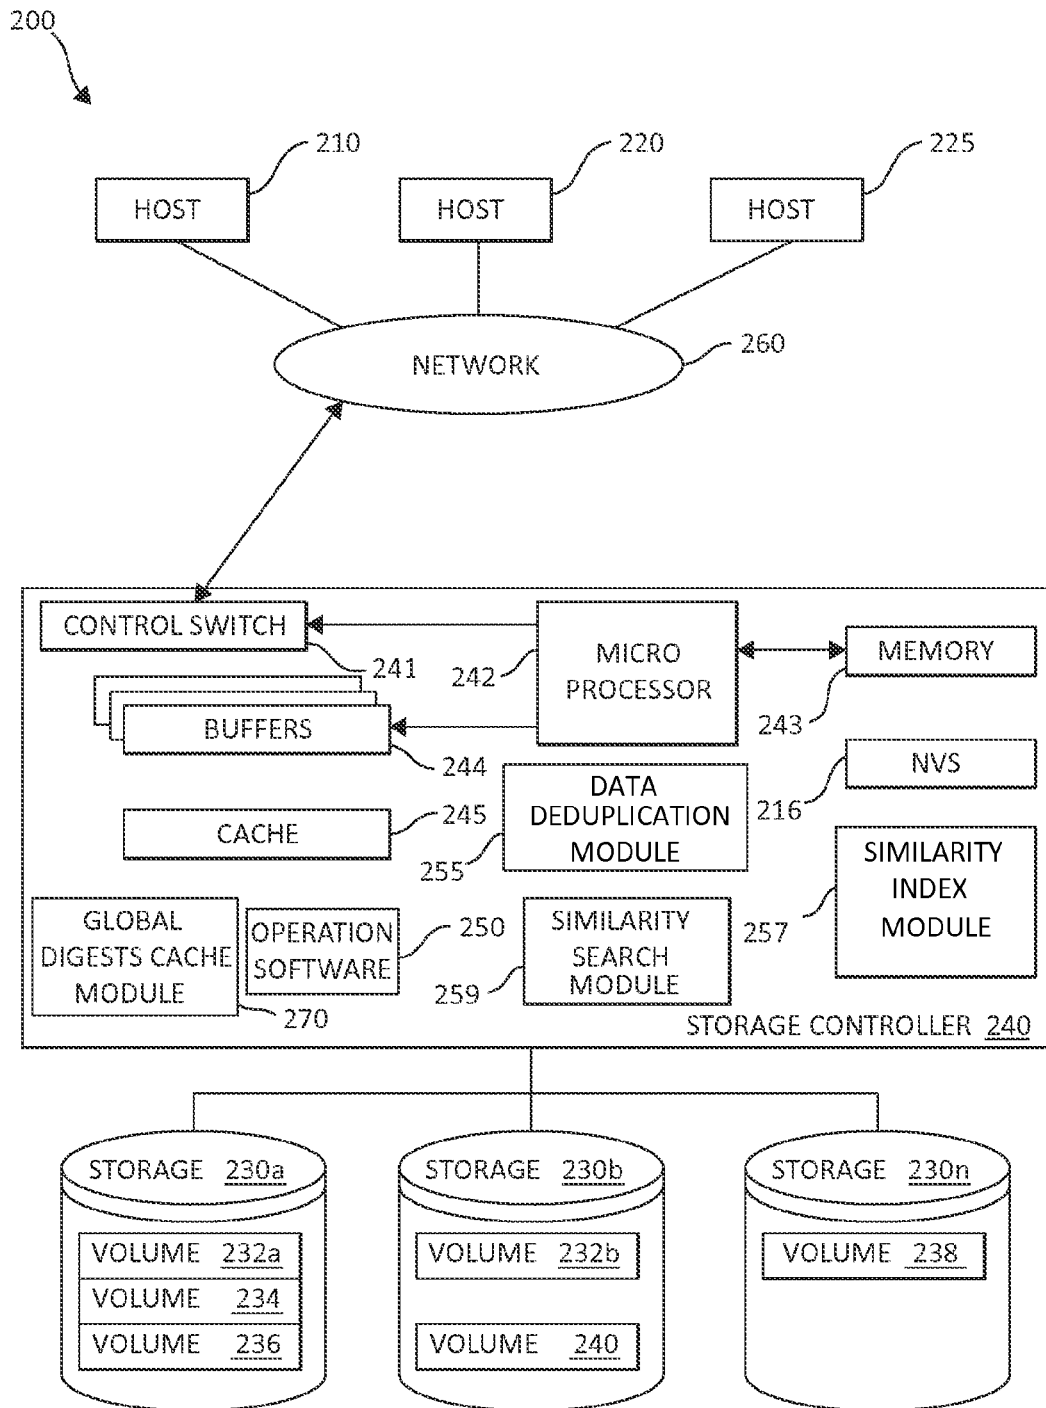 200
210
220
225
HOST
HOST
HOST
NETWORK
260
CONTROL SWITCH
241
242
MICRO
PROCESSOR
MEMORY
243
BUFFERS
244
NVS
216
CACHE
245
DATA
DEDUPLICATION
MODULE
255
SIMILARITY
INDEX
MODULE
257
GLOBAL
DIGESTS CACHE
MODULE
270
OPERATION
SOFTWARE
250
SIMILARITY
SEARCH
MODULE
259
STORAGE CONTROLLER 240
STORAGE 230a
STORAGE 230b
STORAGE 230n
VOLUME 232a
VOLUME 234
VOLUME 236
VOLUME 232b
VOLUME 240
VOLUME 238